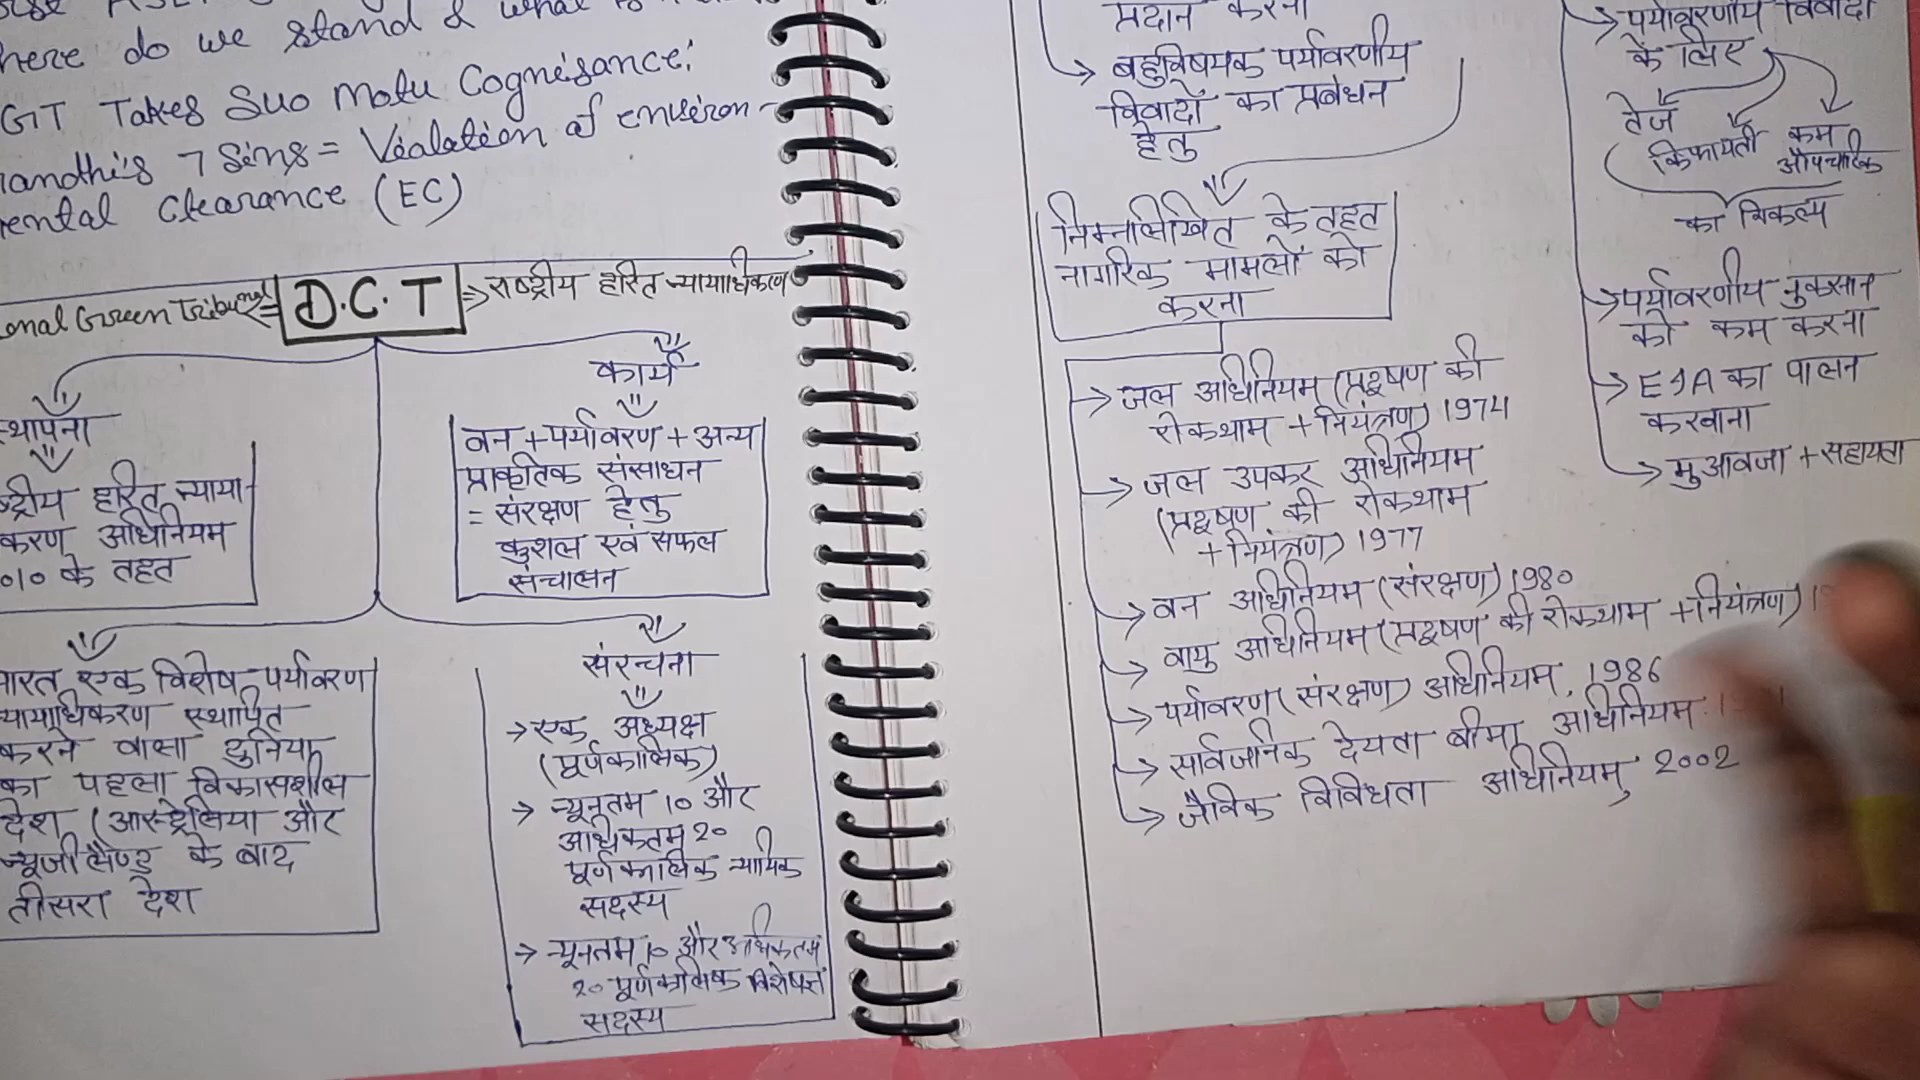 here do we stand & what
GT Takes Suo Motu Cognisance:
andhi's 7 Sins = Vialation of environ-
ental Clearance (EC)
onal Green Tribunal = D.C.T ⇒ राष्ट्रीय हरित न्यायाधिकरण
स्थापना
ष्ट्रीय हरित न्याया
करण अधिनियम
010 के तहत
कार्य
वन + पर्यावरण + अन्य
प्राकृतिक संसाधन
= संरक्षण हेतु
कुशल एवं सफल
संचालन
भारत एक विशेष पर्यावरण
न्यायाधिकरण स्थापित
करने वाला दुनिया
का पहला विकासशील
देश (आस्ट्रेलिया और
न्यूजीलैण्ड के बाद
तीसरा देश
संरचना
→ एक अध्यक्ष
(पूर्णकालिक)
→ न्यूनतम 10 और
अधिकतम 20
पूर्णकालिक न्यायिक
सदस्य
→ न्यूनतम 10 और अधिकतम
20 पूर्णकालिक विशेषज्ञ
सदस्य
प्रदान करना
→ बहुविषयक पर्यावरणीय
विवादों का प्रबंधन
हेतु
निम्नलिखित के तहत
नागरिक मामलों को
करना
→ जल अधिनियम (प्रदूषण की
रोकथाम + नियंत्रण) 1974
→ जल उपकर अधिनियम
(प्रदूषण की रोकथाम
+ नियंत्रण) 1977
→ वन अधिनियम (संरक्षण) 1980
→ वायु अधिनियम (प्रदूषण की रोकथाम + नियंत्रण)
→ पर्यावरण (संरक्षण) अधिनियम, 1986
→ सार्वजनिक देयता बीमा अधिनियम
→ जैविक विविधता अधिनियम, 2002
→ पर्यावरणीय विवादों
के लिए
तेज
किफायती
कम
औपचारिक
का विकल्प
→ पर्यावरणीय नुकसान
को कम करना
→ EIA का पालन
करवाना
→ मुआवजा + सहायता